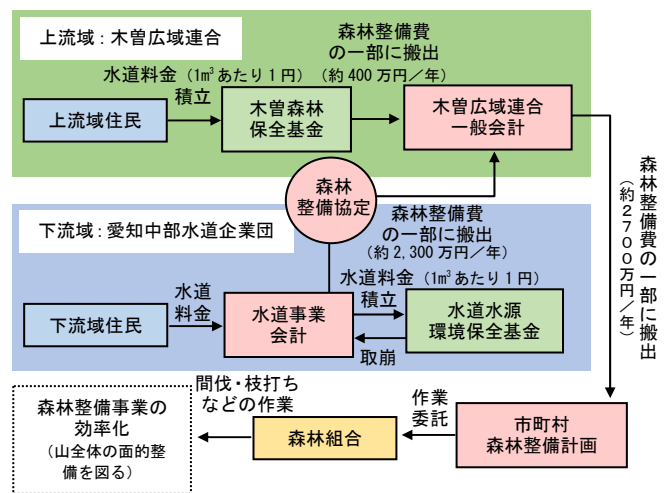 上流域：木曽広域連合
森林整備費
の一部に搬出
水道料金（1㎥あたり１円）
（約400万円／年）
積立
上流域住民
木曽森林
保全基金
木曽広域連合
一般会計
森林
整備協定
森林整備費の一部に搬出
（約２７００万円／年）
下流域：愛知中部水道企業団
森林整備費
の一部に搬出
（約2,300万円／年）
水道料金（1㎥あたり１円）
水道
料金
積立
下流域住民
水道事業
会計
水道水源
環境保全基金
取崩
間伐・枝打ち
などの作業
作業
委託
森林整備事業の
効率化
（山全体の面的整
備を図る）
森林組合
市町村
森林整備計画